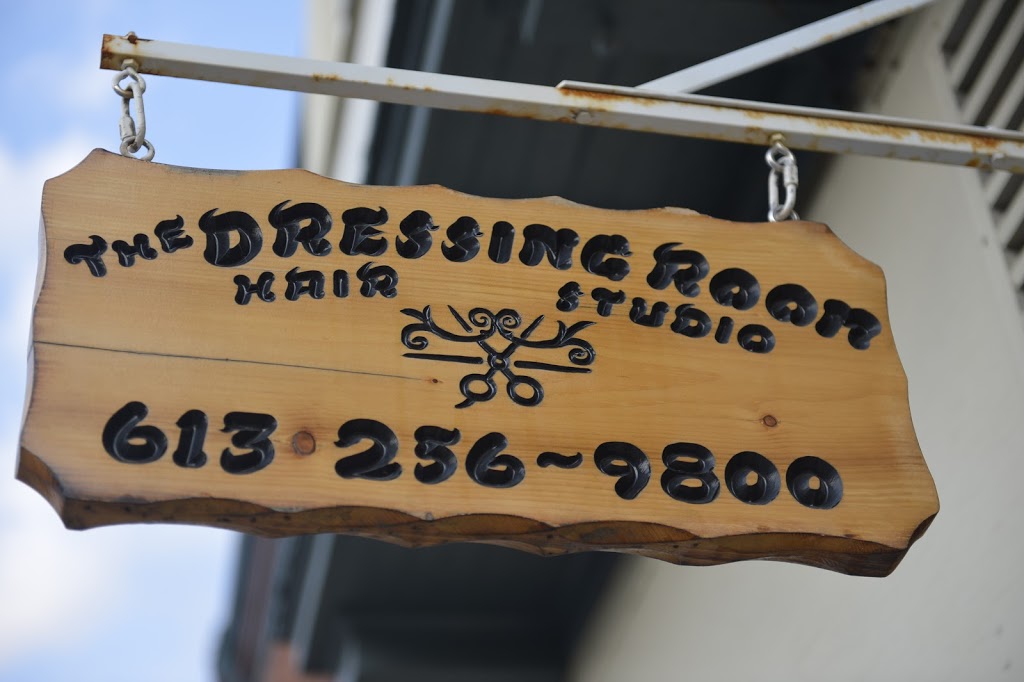 THE DRESSING ROOM
HAIR STUDIO
613 256-9800